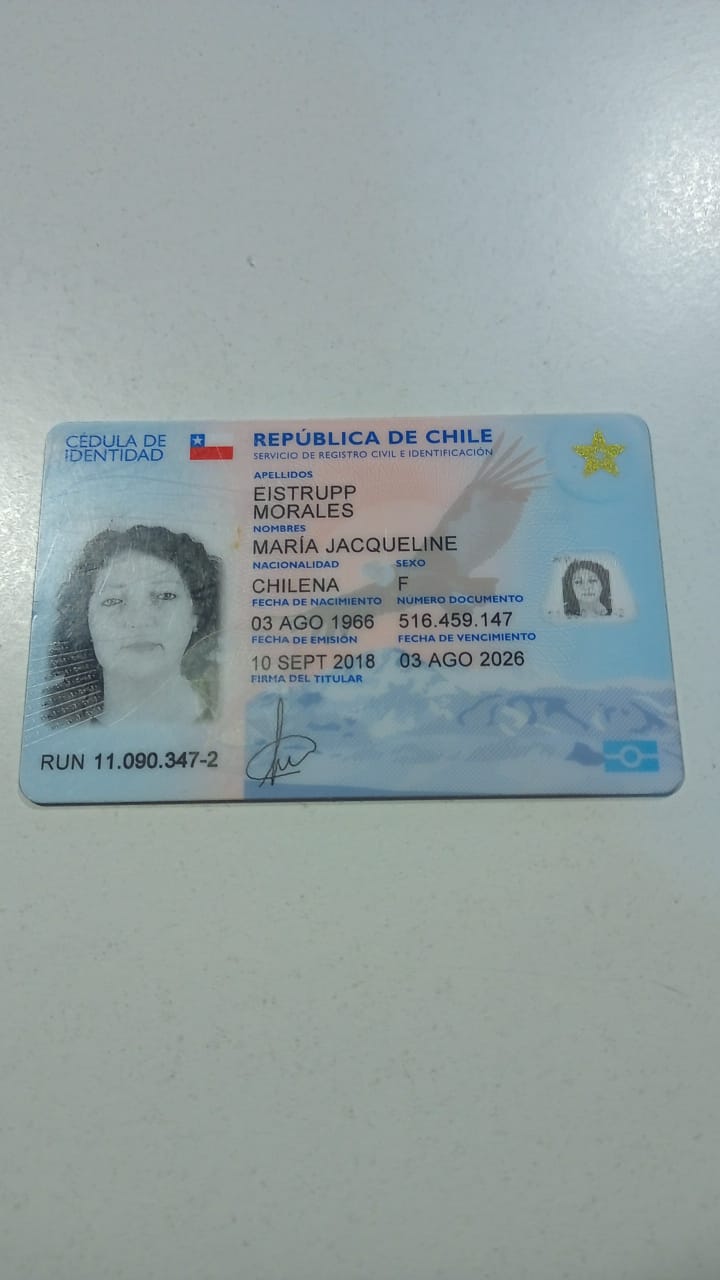 CÉDULA DE
IDENTIDAD
REPÚBLICA DE CHILE
SERVICIO DE REGISTRO CIVIL E IDENTIFICACIÓN
APELLIDOS
EISTRUPP
MORALES
NOMBRES
MARÍA JACQUELINE
NACIONALIDAD SEXO
CHILENA F
FECHA DE NACIMIENTO NÚMERO DOCUMENTO
03 AGO 1966 516.459.147
FECHA DE EMISIÓN FECHA DE VENCIMIENTO
10 SEPT 2018 03 AGO 2026
FIRMA DEL TITULAR
RUN 11.090.347-2